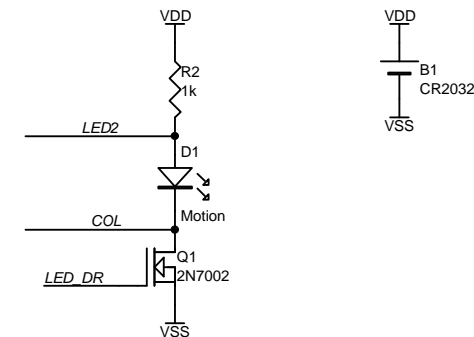 VDD
R2
1k
LED2
D1
Motion
COL
Q1
2N7002
LED_DR
VSS
VDD
B1
CR2032
VSS